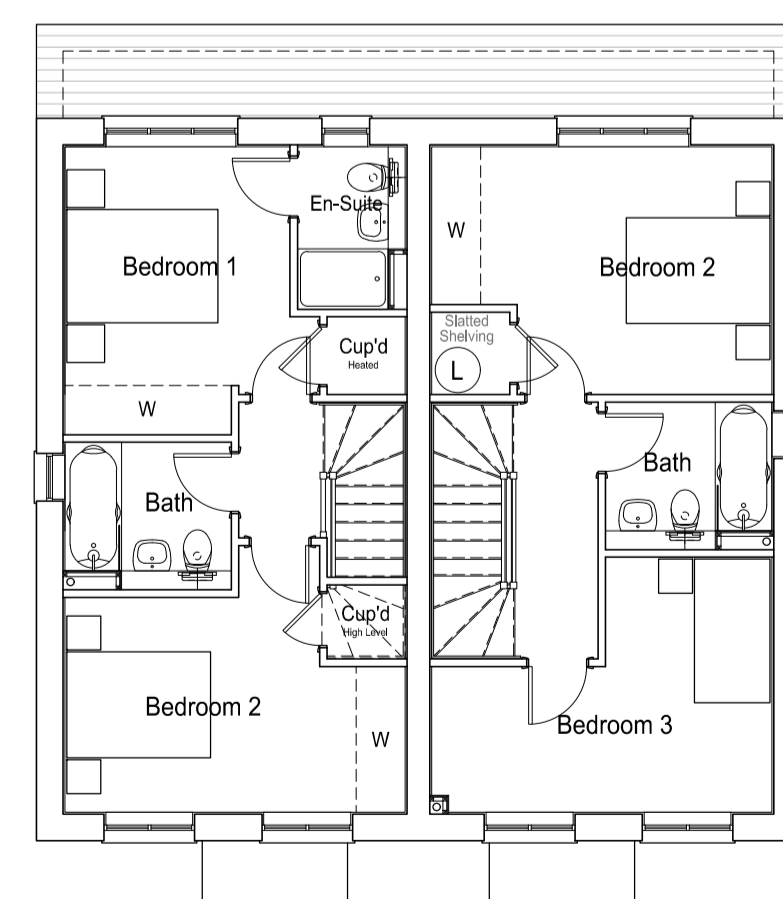 En-Suite
Bedroom 1
Cup'd
Heated
W
Bath
Cup'd
High Level
Bedroom 2
W
W
Bedroom 2
Slatted
Shelving
L
Bath
Bedroom 3